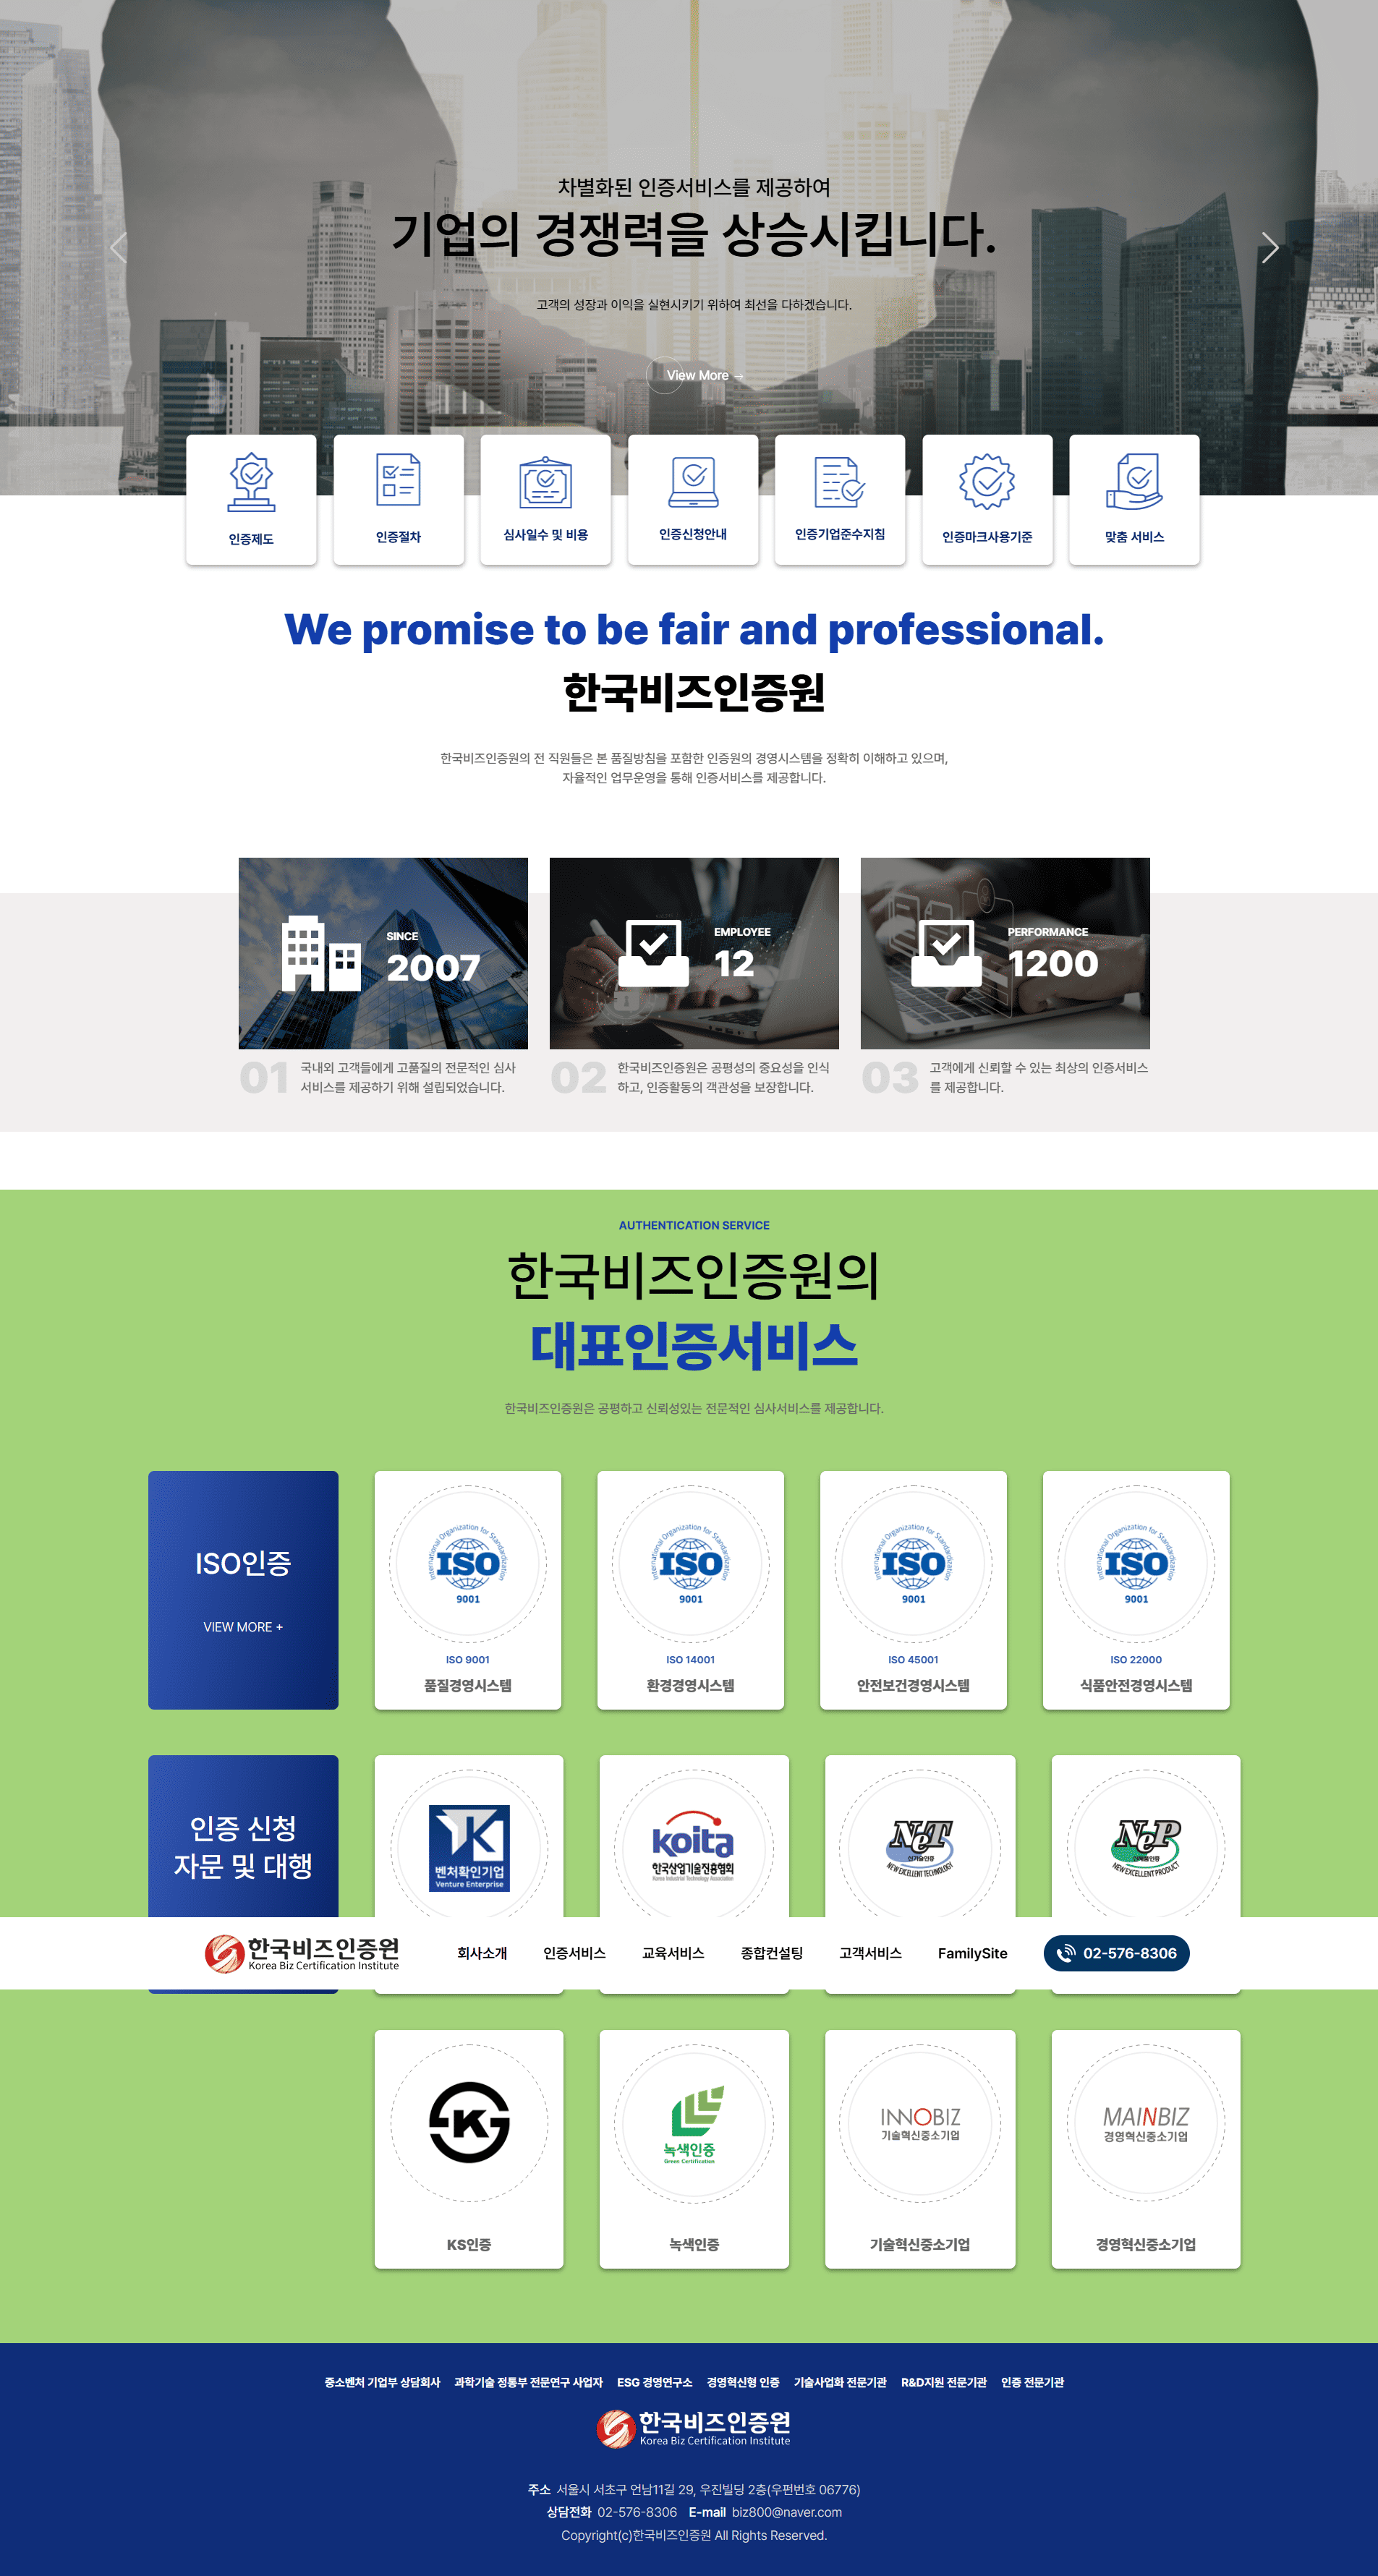 차별화된 인증서비스를 제공하여
기업의 경쟁력을 상승시킵니다.
고객의 성장과 이익을 실현시키기 위하여 최선을 다하겠습니다.
View More →
인증제도
인증절차
심사일수 및 비용
인증신청안내
인증기업준수지침
인증마크사용기준
맞춤 서비스
We promise to be fair and professional.
한국비즈인증원
한국비즈인증원의 전 직원들은 본 품질방침을 포함한 인증원의 경영시스템을 정확히 이해하고 있으며,
자율적인 업무운영을 통해 인증서비스를 제공합니다.
SINCE
2007
EMPLOYEE
12
PERFORMANCE
1200
01
국내외 고객들에게 고품질의 전문적인 심사
서비스를 제공하기 위해 설립되었습니다.
02
한국비즈인증원은 공평성의 중요성을 인식
하고, 인증활동의 객관성을 보장합니다.
03
고객에게 신뢰할 수 있는 최상의 인증서비스
를 제공합니다.
AUTHENTICATION SERVICE
한국비즈인증원의
대표인증서비스
한국비즈인증원은 공평하고 신뢰성있는 전문적인 심사서비스를 제공합니다.
ISO인증
VIEW MORE +
International Organization for Standardization
ISO
9001
ISO 9001
품질경영시스템
International Organization for Standardization
ISO
9001
ISO 14001
환경경영시스템
International Organization for Standardization
ISO
9001
ISO 45001
안전보건경영시스템
International Organization for Standardization
ISO
9001
ISO 22000
식품안전경영시스템
인증 신청
자문 및 대행
벤처확인기업
Venture Enterprise
koita
한국산업기술진흥협회
Korea Industrial Technology Association
NeT
신기술인증
NEW EXCELLENT TECHNOLOGY
NeP
신제품인증
NEW EXCELLENT PRODUCT
한국비즈인증원
Korea Biz Certification Institute
회사소개
인증서비스
교육서비스
종합컨설팅
고객서비스
FamilySite
02-576-8306
K
KS인증
녹색인증
Green Certification
녹색인증
INNOBIZ
기술혁신중소기업
기술혁신중소기업
MAINBIZ
경영혁신중소기업
경영혁신중소기업
중소벤처 기업부 상담회사 과학기술 정통부 전문연구 사업자 ESG 경영연구소 경영혁신형 인증 기술사업화 전문기관 R&D지원 전문기관 인증 전문기관
한국비즈인증원
Korea Biz Certification Institute
주소 서울시 서초구 언남11길 29, 우진빌딩 2층(우편번호 06776)
상담전화 02-576-8306 E-mail biz800@naver.com
Copyright(c)한국비즈인증원 All Rights Reserved.